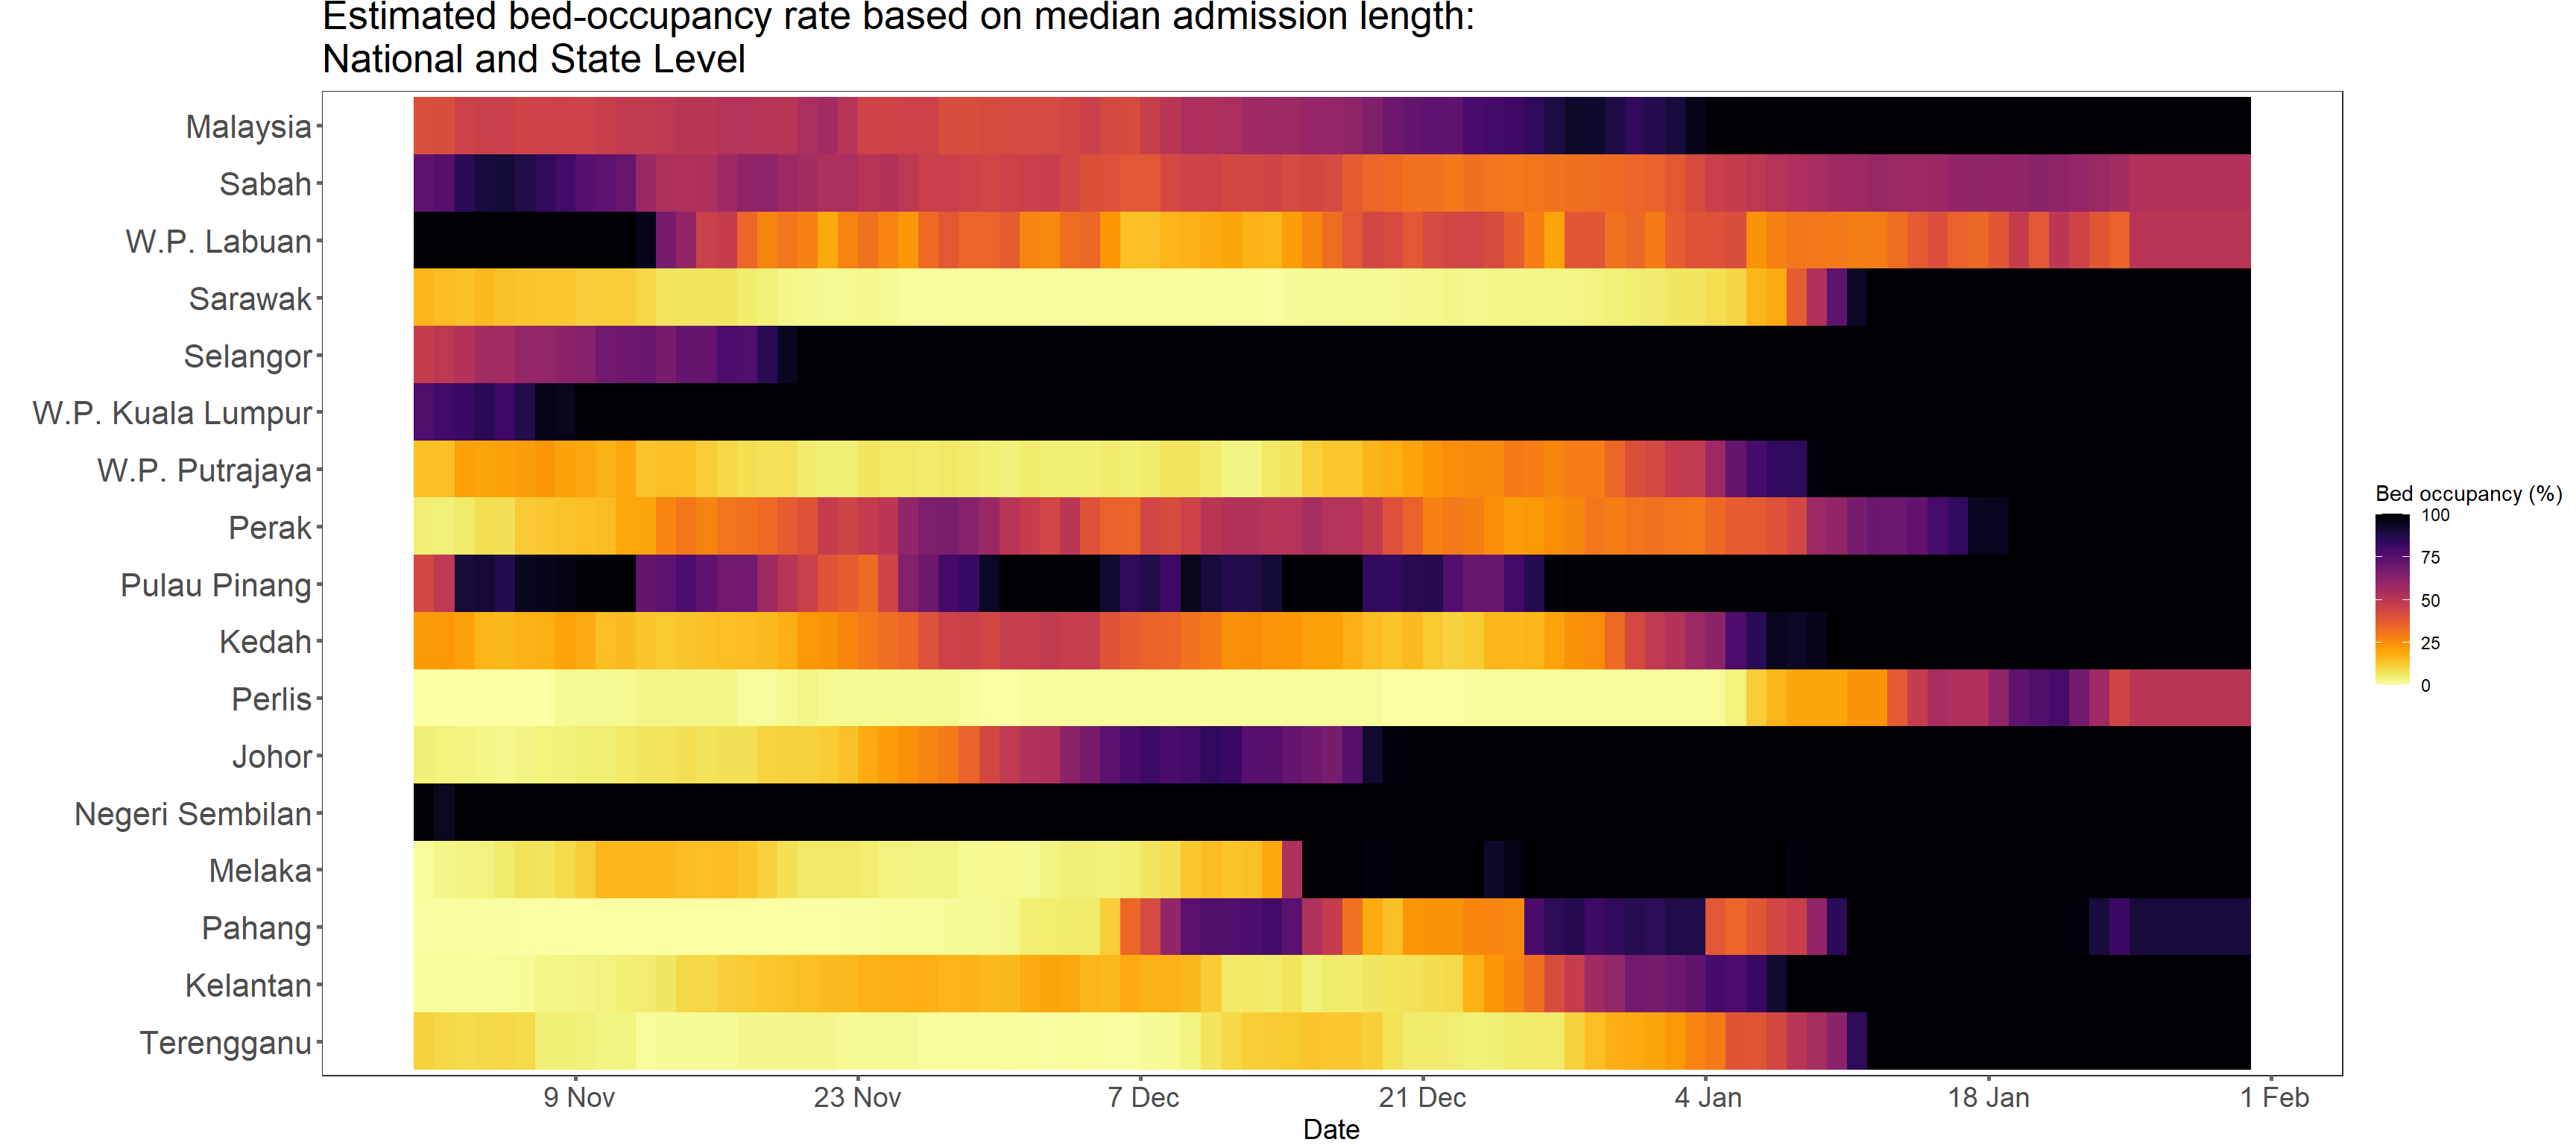 Estimated bed-occupancy rate based on median admission length:
National and State Level
Malaysia
Sabah
W.P. Labuan
Sarawak
Selangor
W.P. Kuala Lumpur
W.P. Putrajaya
Perak
Pulau Pinang
Kedah
Perlis
Johor
Negeri Sembilan
Melaka
Pahang
Kelantan
Terengganu
9 Nov
23 Nov
7 Dec
21 Dec
4 Jan
18 Jan
1 Feb
Date
Bed occupancy (%)
100
75
50
25
0